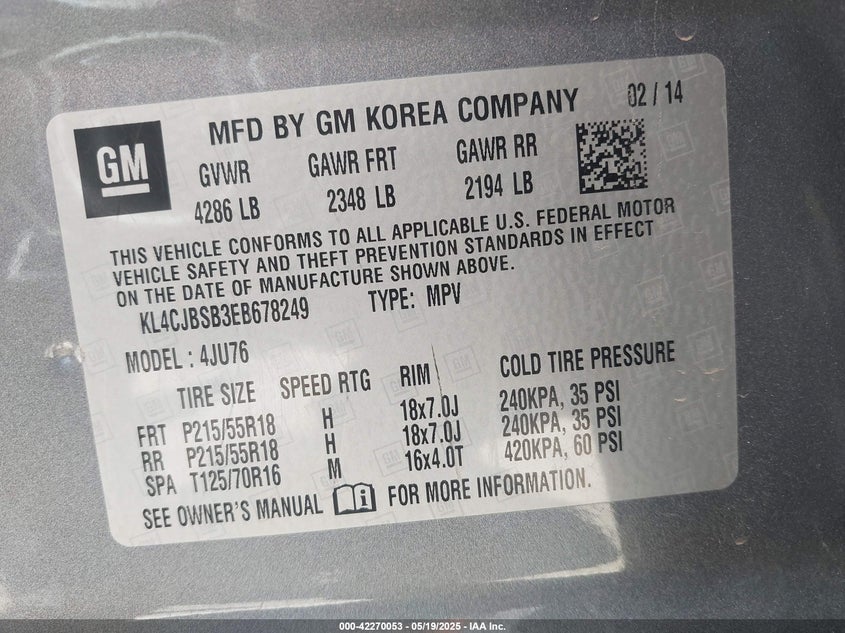 GM
MFD BY GM KOREA COMPANY 02 / 14
GVWR GAWR FRT GAWR RR
4286 LB 2348 LB 2194 LB
THIS VEHICLE CONFORMS TO ALL APPLICABLE U.S. FEDERAL MOTOR
VEHICLE SAFETY AND THEFT PREVENTION STANDARDS IN EFFECT
ON THE DATE OF MANUFACTURE SHOWN ABOVE.
KL4CJBSB3EB678249 TYPE: MPV
MODEL : 4JU76
TIRE SIZE SPEED RTG RIM COLD TIRE PRESSURE
FRT P215/55R18 H 18x7.0J 240KPA, 35 PSI
RR P215/55R18 H 18x7.0J 240KPA, 35 PSI
SPA T125/70R16 M 16x4.0T 420KPA, 60 PSI
SEE OWNER'S MANUAL FOR MORE INFORMATION.
000-42270053 - 05/19/2025 - IAA Inc.